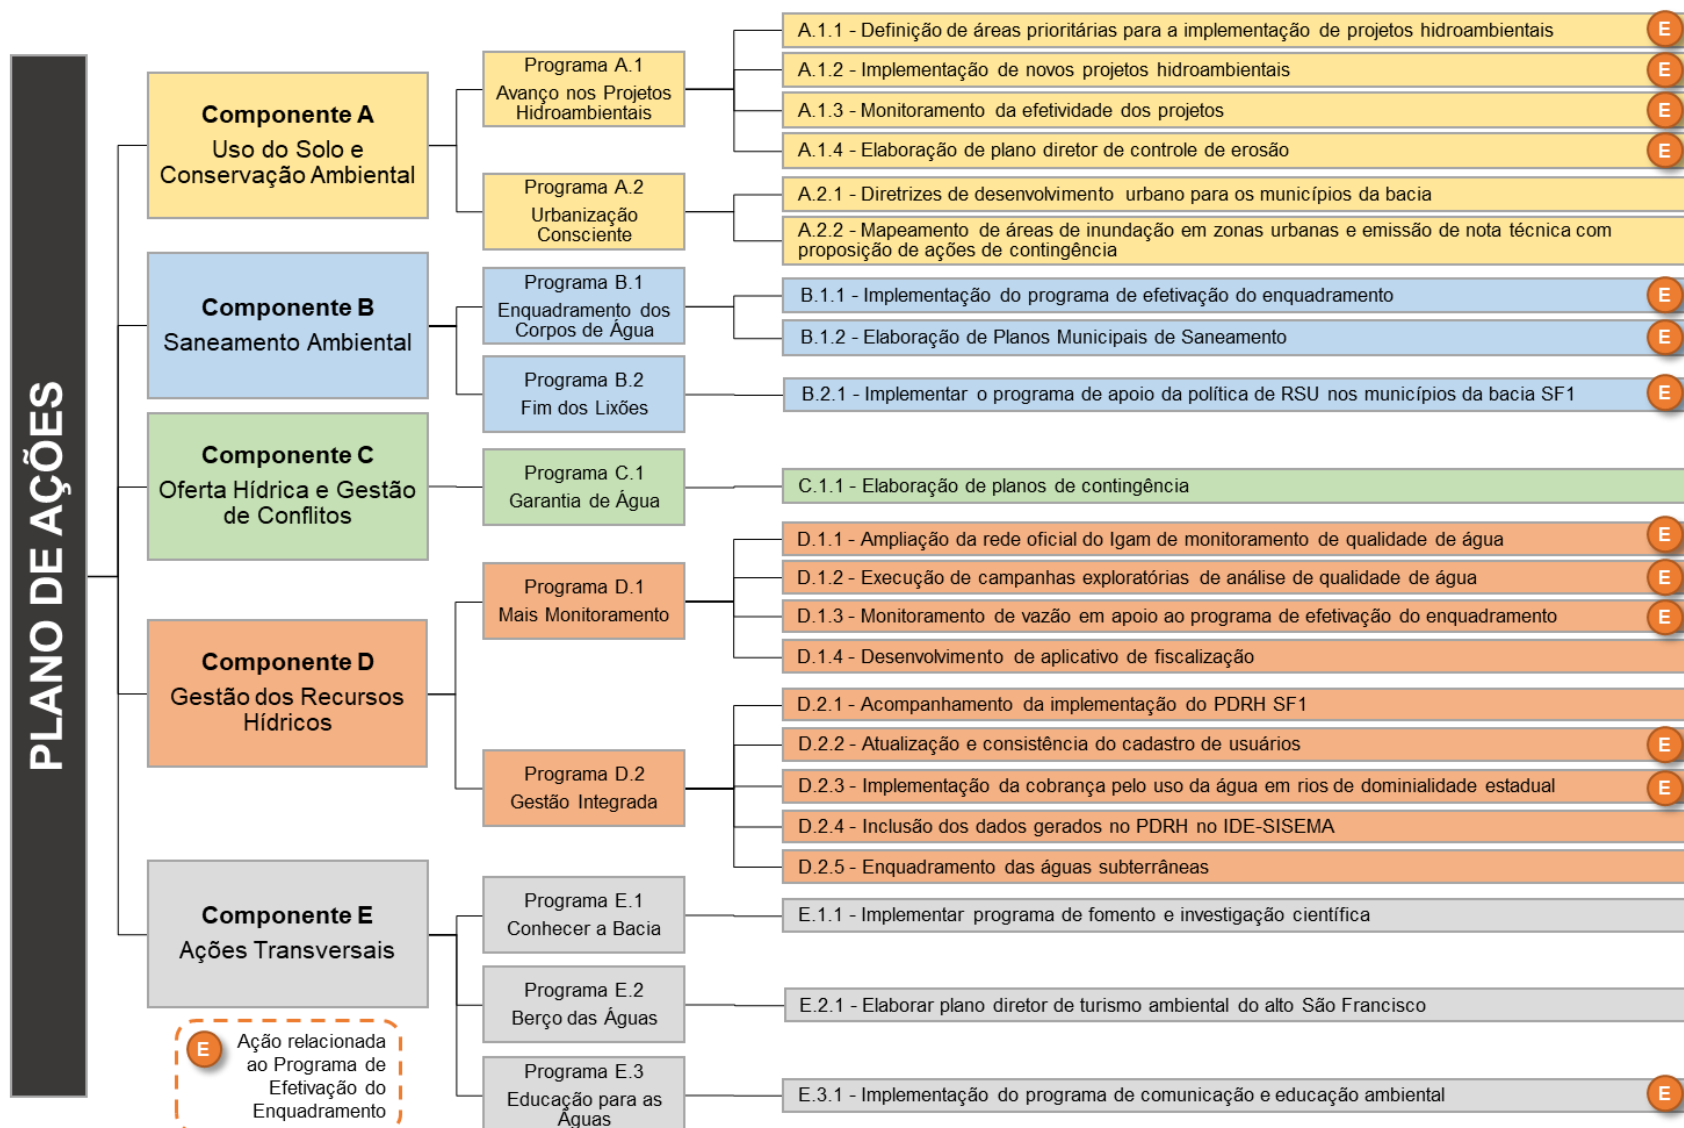 PLANO DE AÇÕES
Componente A
Uso do Solo e
Conservação Ambiental
Programa A.1
Avanço nos Projetos
Hidroambientais
A.1.1 - Definição de áreas prioritárias para a implementação de projetos hidroambientais
E
A.1.2 - Implementação de novos projetos hidroambientais
E
A.1.3 - Monitoramento da efetividade dos projetos
E
A.1.4 - Elaboração de plano diretor de controle de erosão
E
Programa A.2
Urbanização
Consciente
A.2.1 - Diretrizes de desenvolvimento urbano para os municípios da bacia
A.2.2 - Mapeamento de áreas de inundação em zonas urbanas e emissão de nota técnica com
proposição de ações de contingência
Componente B
Saneamento Ambiental
Programa B.1
Enquadramento dos
Corpos de Água
B.1.1 - Implementação do programa de efetivação do enquadramento
E
B.1.2 - Elaboração de Planos Municipais de Saneamento
E
Programa B.2
Fim dos Lixões
B.2.1 - Implementar o programa de apoio da política de RSU nos municípios da bacia SF1
E
Componente C
Oferta Hídrica e Gestão
de Conflitos
Programa C.1
Garantia de Água
C.1.1 - Elaboração de planos de contingência
Componente D
Gestão dos Recursos
Hídricos
Programa D.1
Mais Monitoramento
D.1.1 - Ampliação da rede oficial do Igam de monitoramento de qualidade de água
E
D.1.2 - Execução de campanhas exploratórias de análise de qualidade de água
E
D.1.3 - Monitoramento de vazão em apoio ao programa de efetivação do enquadramento
E
D.1.4 - Desenvolvimento de aplicativo de fiscalização
Programa D.2
Gestão Integrada
D.2.1 - Acompanhamento da implementação do PDRH SF1
D.2.2 - Atualização e consistência do cadastro de usuários
E
D.2.3 - Implementação da cobrança pelo uso da água em rios de dominialidade estadual
E
D.2.4 - Inclusão dos dados gerados no PDRH no IDE-SISEMA
D.2.5 - Enquadramento das águas subterrâneas
Componente E
Ações Transversais
Programa E.1
Conhecer a Bacia
E.1.1 - Implementar programa de fomento e investigação científica
Programa E.2
Berço das Águas
E.2.1 - Elaborar plano diretor de turismo ambiental do alto São Francisco
Programa E.3
Educação para as
Águas
E.3.1 - Implementação do programa de comunicação e educação ambiental
E
E
Ação relacionada
ao Programa de
Efetivação do
Enquadramento